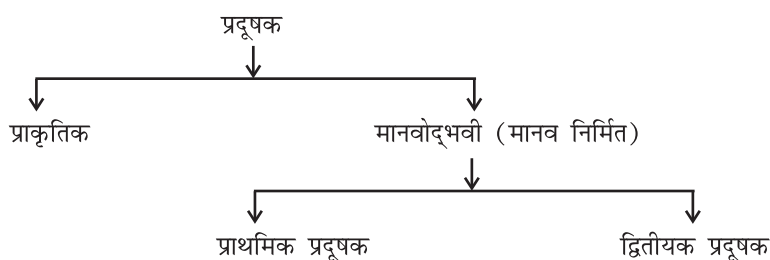 प्रदूषक
प्राकृतिक
मानवोद्‌भवी (मानव निर्मित)
प्राथमिक प्रदूषक
द्वितीयक प्रदूषक